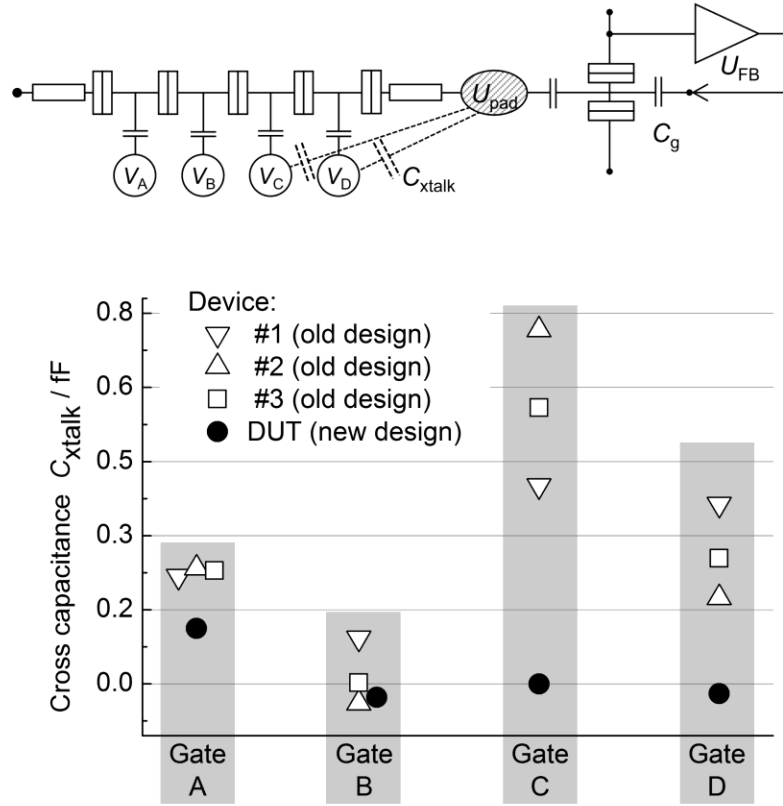 U_FB
U_pad
C_g
V_A V_B V_C V_D
C_xtalk
Device:
#1 (old design)
#2 (old design)
#3 (old design)
DUT (new design)
Cross capacitance C_xtalk / fF
0.8
0.6
0.5
0.3
0.2
0.0
Gate A
Gate B
Gate C
Gate D